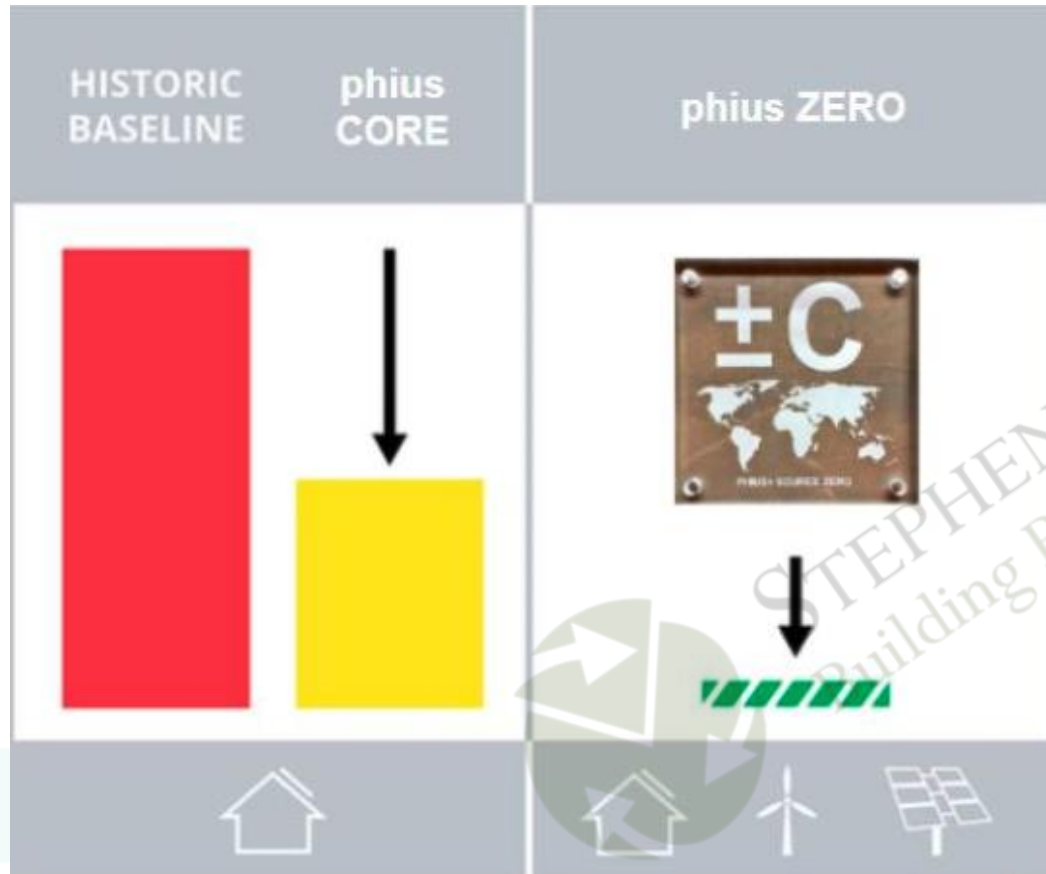 HISTORIC
BASELINE
phius
CORE
phius ZERO
±C
PHIUS+ SOURCE ZERO
STEPHEN
Building